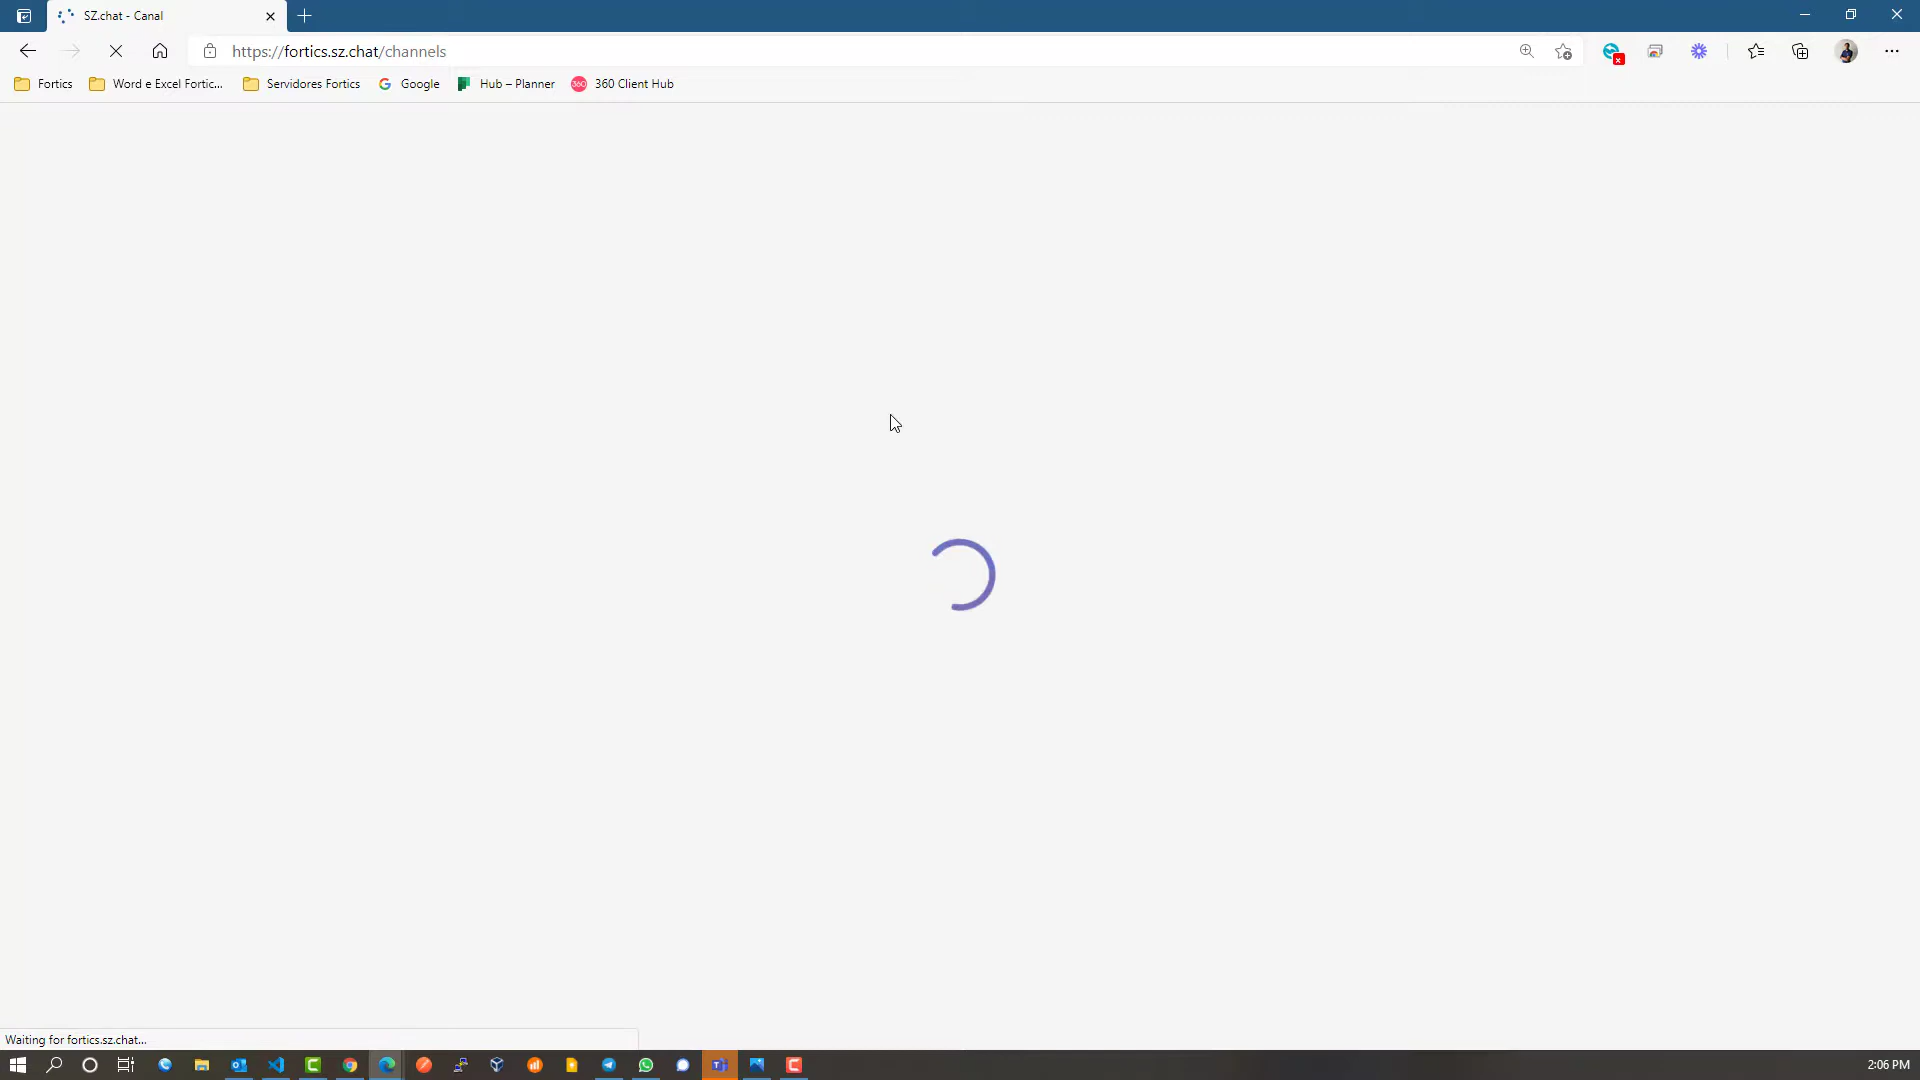 SZ.chat - Canal
https://fortics.sz.chat/channels
Fortics
Word e Excel Fortic...
Servidores Fortics
Google
Hub – Planner
360
360 Client Hub
Waiting for fortics.sz.chat...
2:06 PM